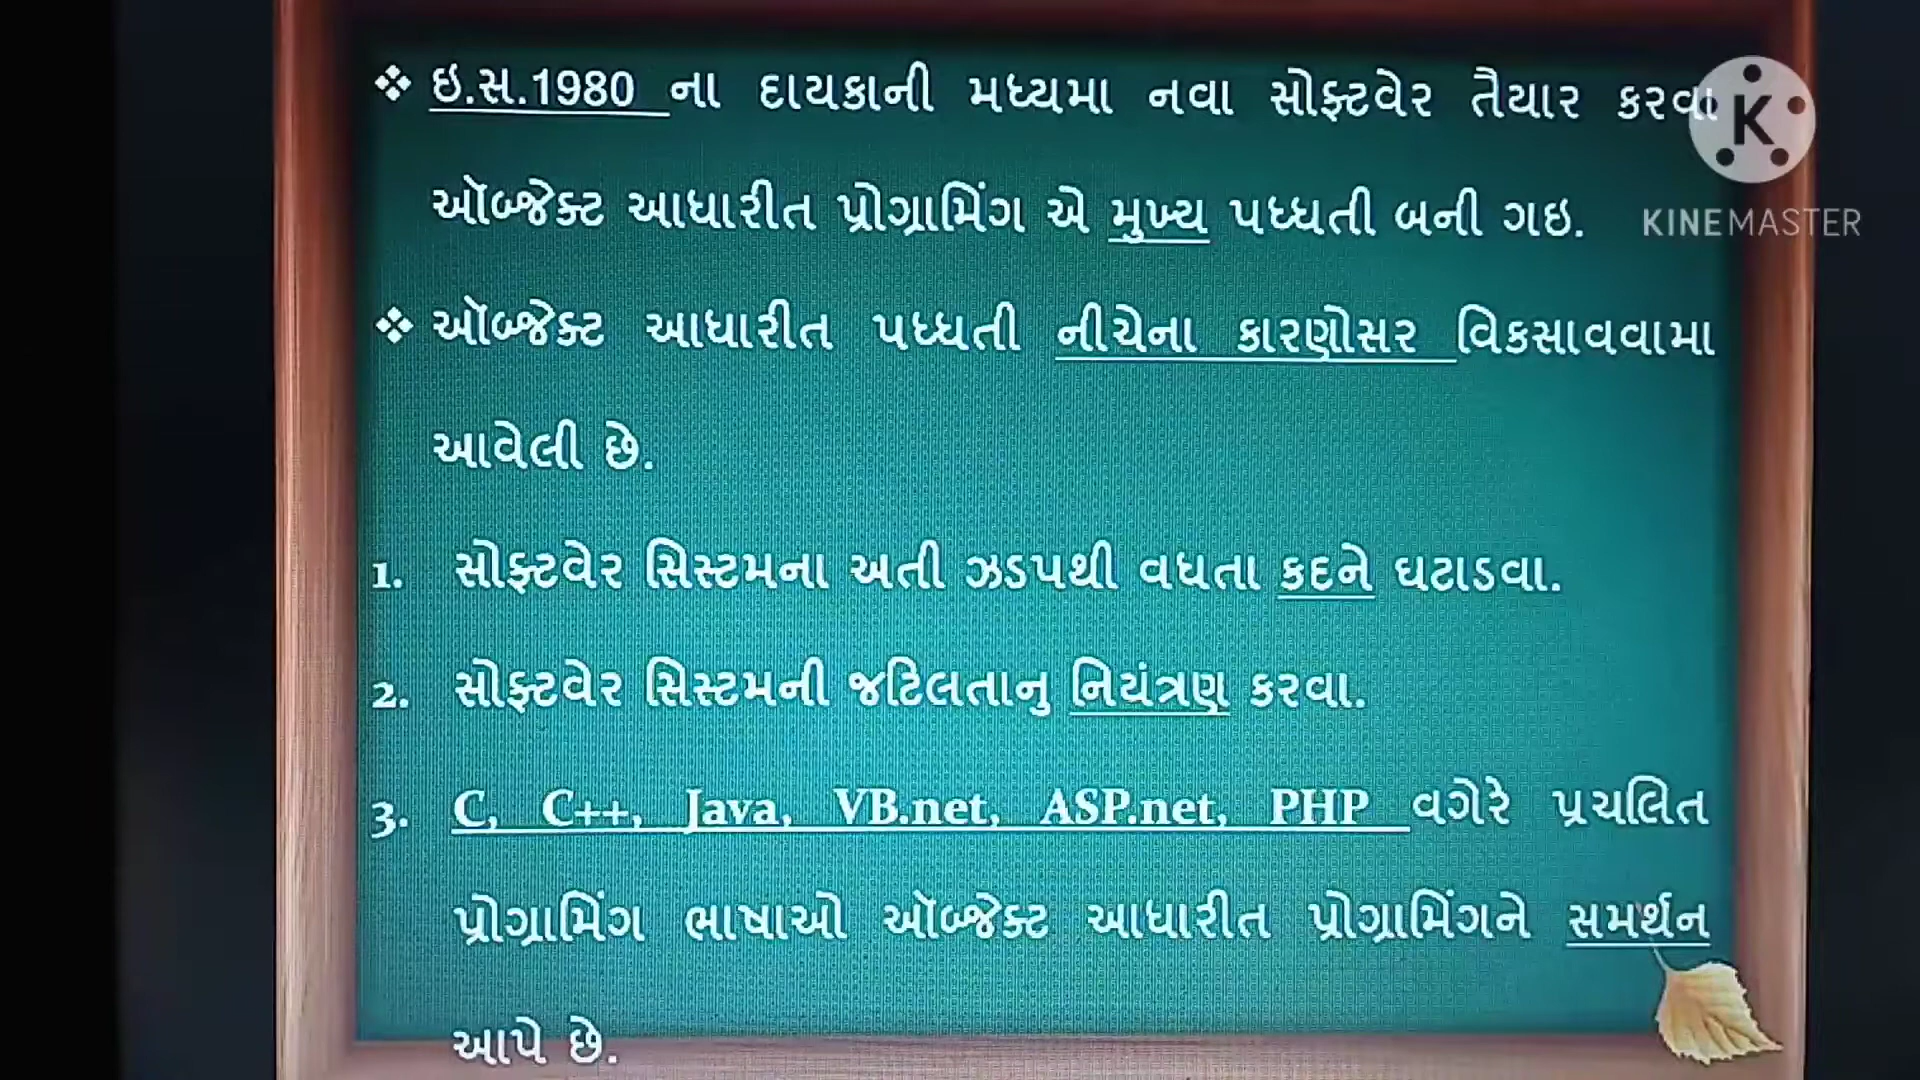 ❖ ઇ.સ.1980 ના દાયકાની મધ્યમા નવા સોફ્ટવેર તૈયાર કરવા
ઑબ્જેક્ટ આધારીત પ્રોગ્રામિંગ એ મુખ્ય પધ્ધતી બની ગઇ.
❖ ઑબ્જેક્ટ આધારીત પધ્ધતી નીચેના કારણોસર વિકસાવવામા
આવેલી છે.
1. સોફ્ટવેર સિસ્ટમના અતી ઝડપથી વધતા કદને ઘટાડવા.
2. સોફ્ટવેર સિસ્ટમની જટિલતાનુ નિયંત્રણ કરવા.
3. C, C++, Java, VB.net, ASP.net, PHP વગેરે પ્રચલિત
પ્રોગ્રામિંગ ભાષાઓ ઑબ્જેક્ટ આધારીત પ્રોગ્રામિંગને સમર્થન
આપે છે.
K
KINEMASTER